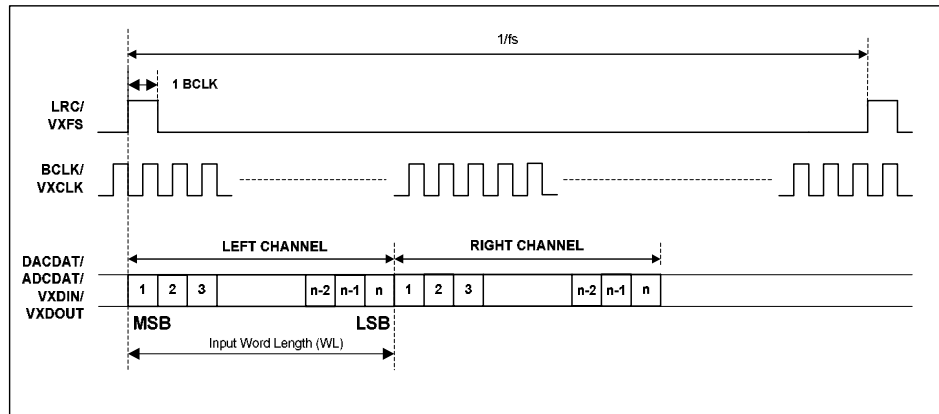 1/fs
1 BCLK
LRC/
VXFS
BCLK/
VXCLK
LEFT CHANNEL
RIGHT CHANNEL
DACDAT/
ADCDAT/
VXDIN/
VXDOUT
1 2 3 n-2 n-1 n 1 2 3 n-2 n-1 n
MSB LSB
Input Word Length (WL)